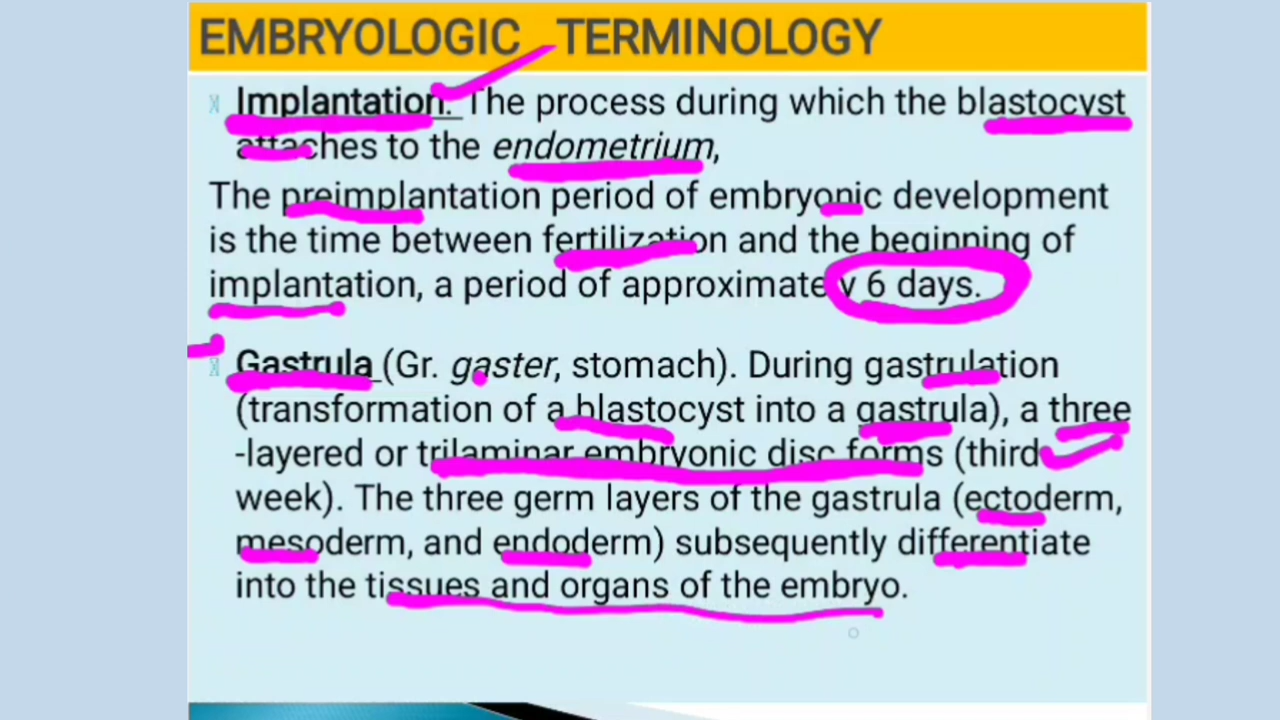 EMBRYOLOGIC TERMINOLOGY
Implantation. The process during which the blastocyst
attaches to the endometrium,
The preimplantation period of embryonic development
is the time between fertilization and the beginning of
implantation, a period of approximately 6 days.
Gastrula (Gr. gaster, stomach). During gastrulation
(transformation of a blastocyst into a gastrula), a three
-layered or trilaminar embryonic disc forms (third
week). The three germ layers of the gastrula (ectoderm,
mesoderm, and endoderm) subsequently differentiate
into the tissues and organs of the embryo.